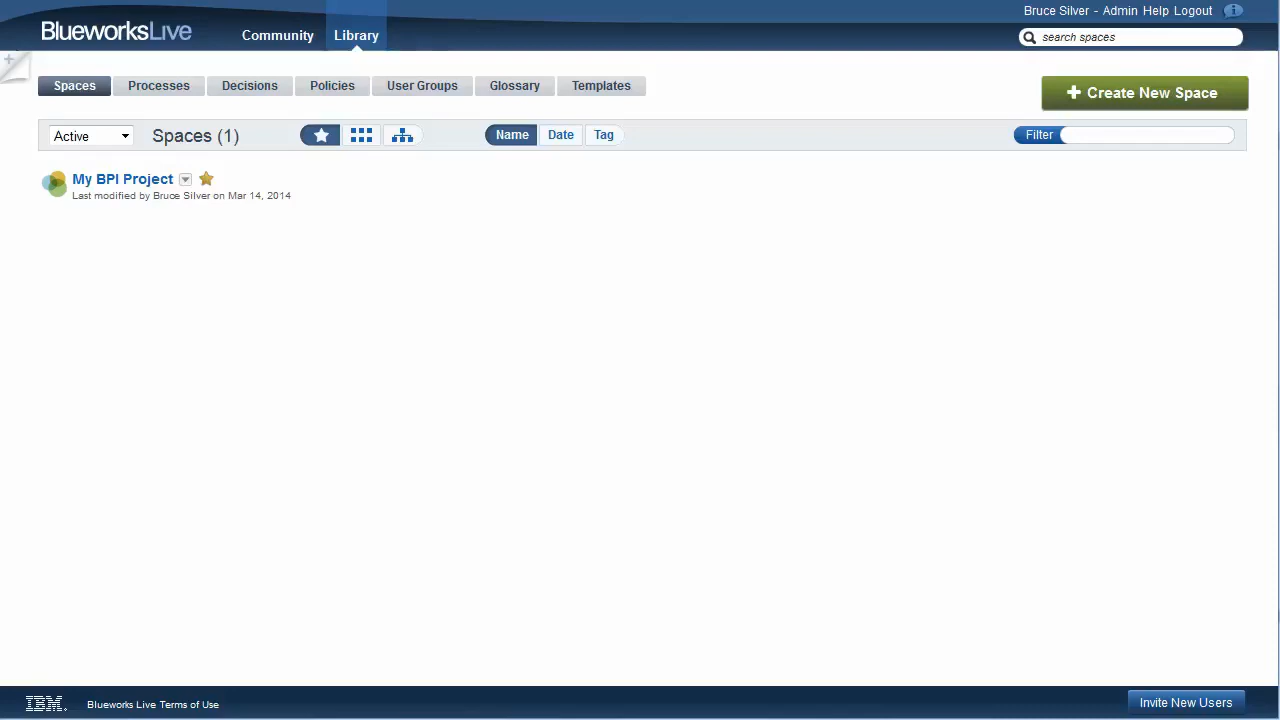 Bruce Silver - Admin Help Logout
BlueworksLive
Community
Library
search spaces
Spaces
Processes
Decisions
Policies
User Groups
Glossary
Templates
Create New Space
Active
Spaces (1)
Name
Date
Tag
Filter
My BPI Project
Last modified by Bruce Silver on Mar 14, 2014
IBM.
Blueworks Live Terms of Use
Invite New Users